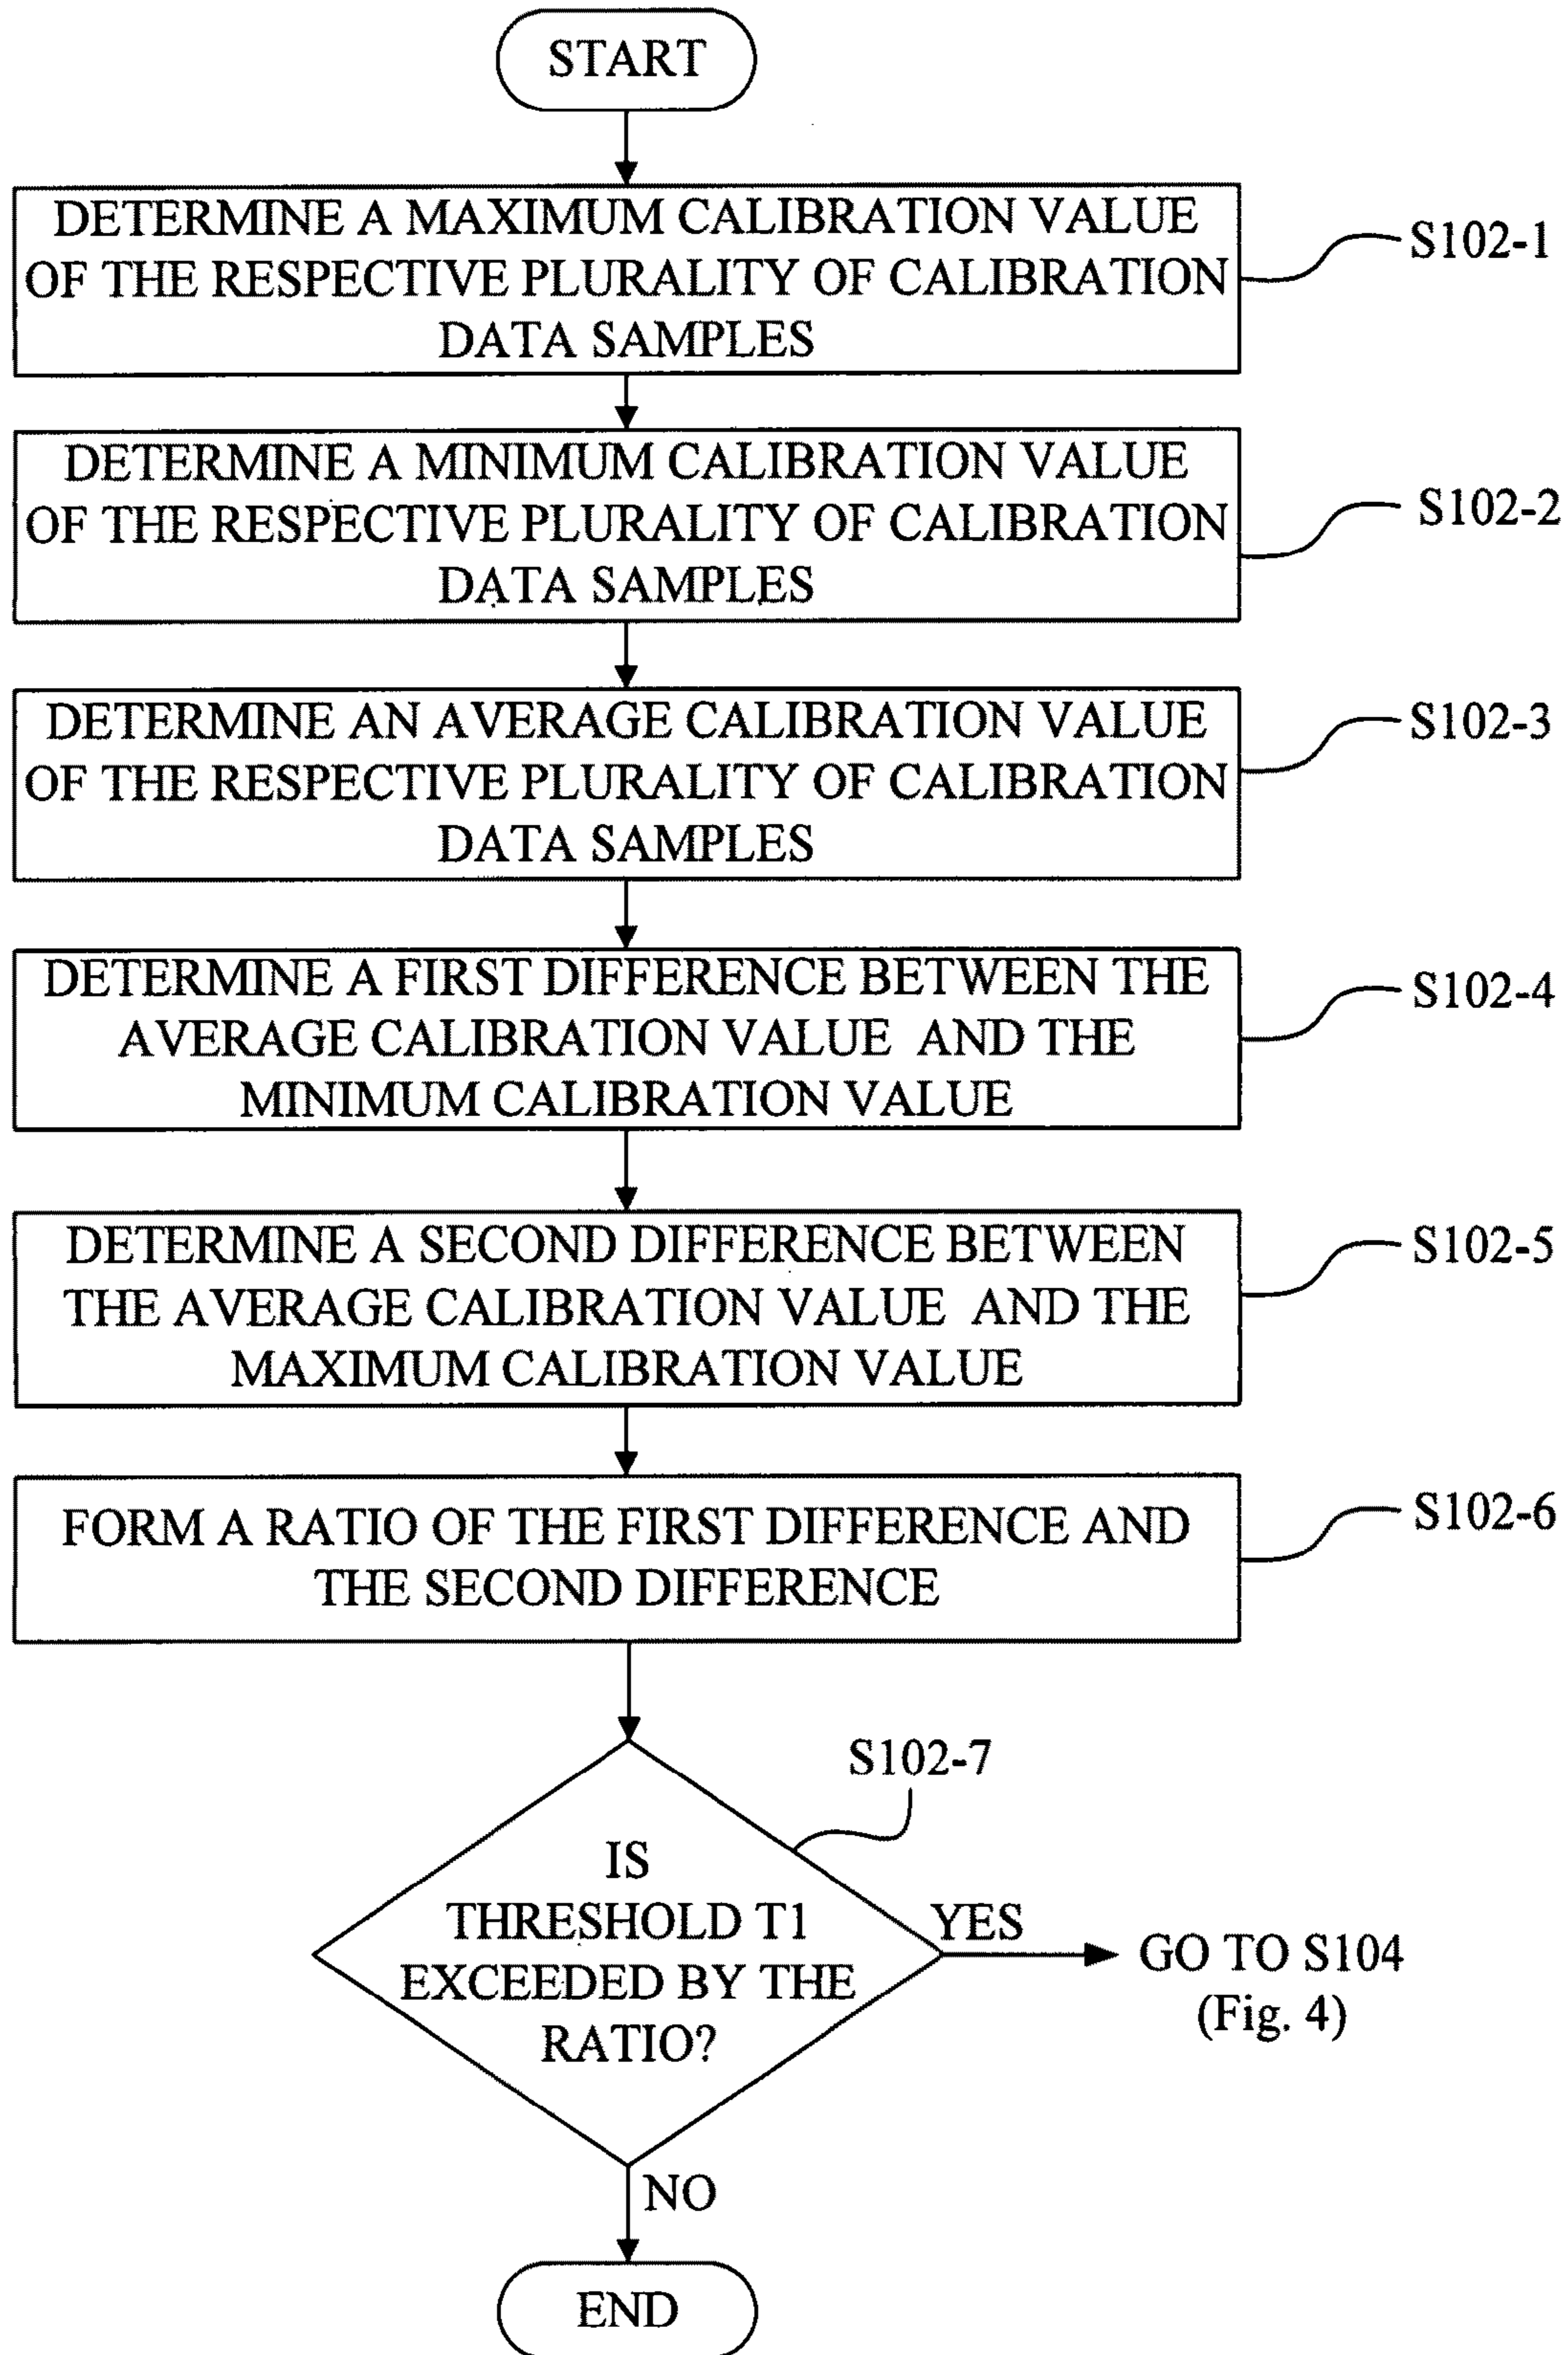 START
DETERMINE A MAXIMUM CALIBRATION VALUE
OF THE RESPECTIVE PLURALITY OF CALIBRATION
DATA SAMPLES
S102-1
DETERMINE A MINIMUM CALIBRATION VALUE
OF THE RESPECTIVE PLURALITY OF CALIBRATION
DATA SAMPLES
S102-2
DETERMINE AN AVERAGE CALIBRATION VALUE
OF THE RESPECTIVE PLURALITY OF CALIBRATION
DATA SAMPLES
S102-3
DETERMINE A FIRST DIFFERENCE BETWEEN THE
AVERAGE CALIBRATION VALUE AND THE
MINIMUM CALIBRATION VALUE
S102-4
DETERMINE A SECOND DIFFERENCE BETWEEN
THE AVERAGE CALIBRATION VALUE AND THE
MAXIMUM CALIBRATION VALUE
S102-5
FORM A RATIO OF THE FIRST DIFFERENCE AND
THE SECOND DIFFERENCE
S102-6
S102-7
IS
THRESHOLD T1
EXCEEDED BY THE
RATIO?
YES
GO TO S104
(Fig. 4)
NO
END